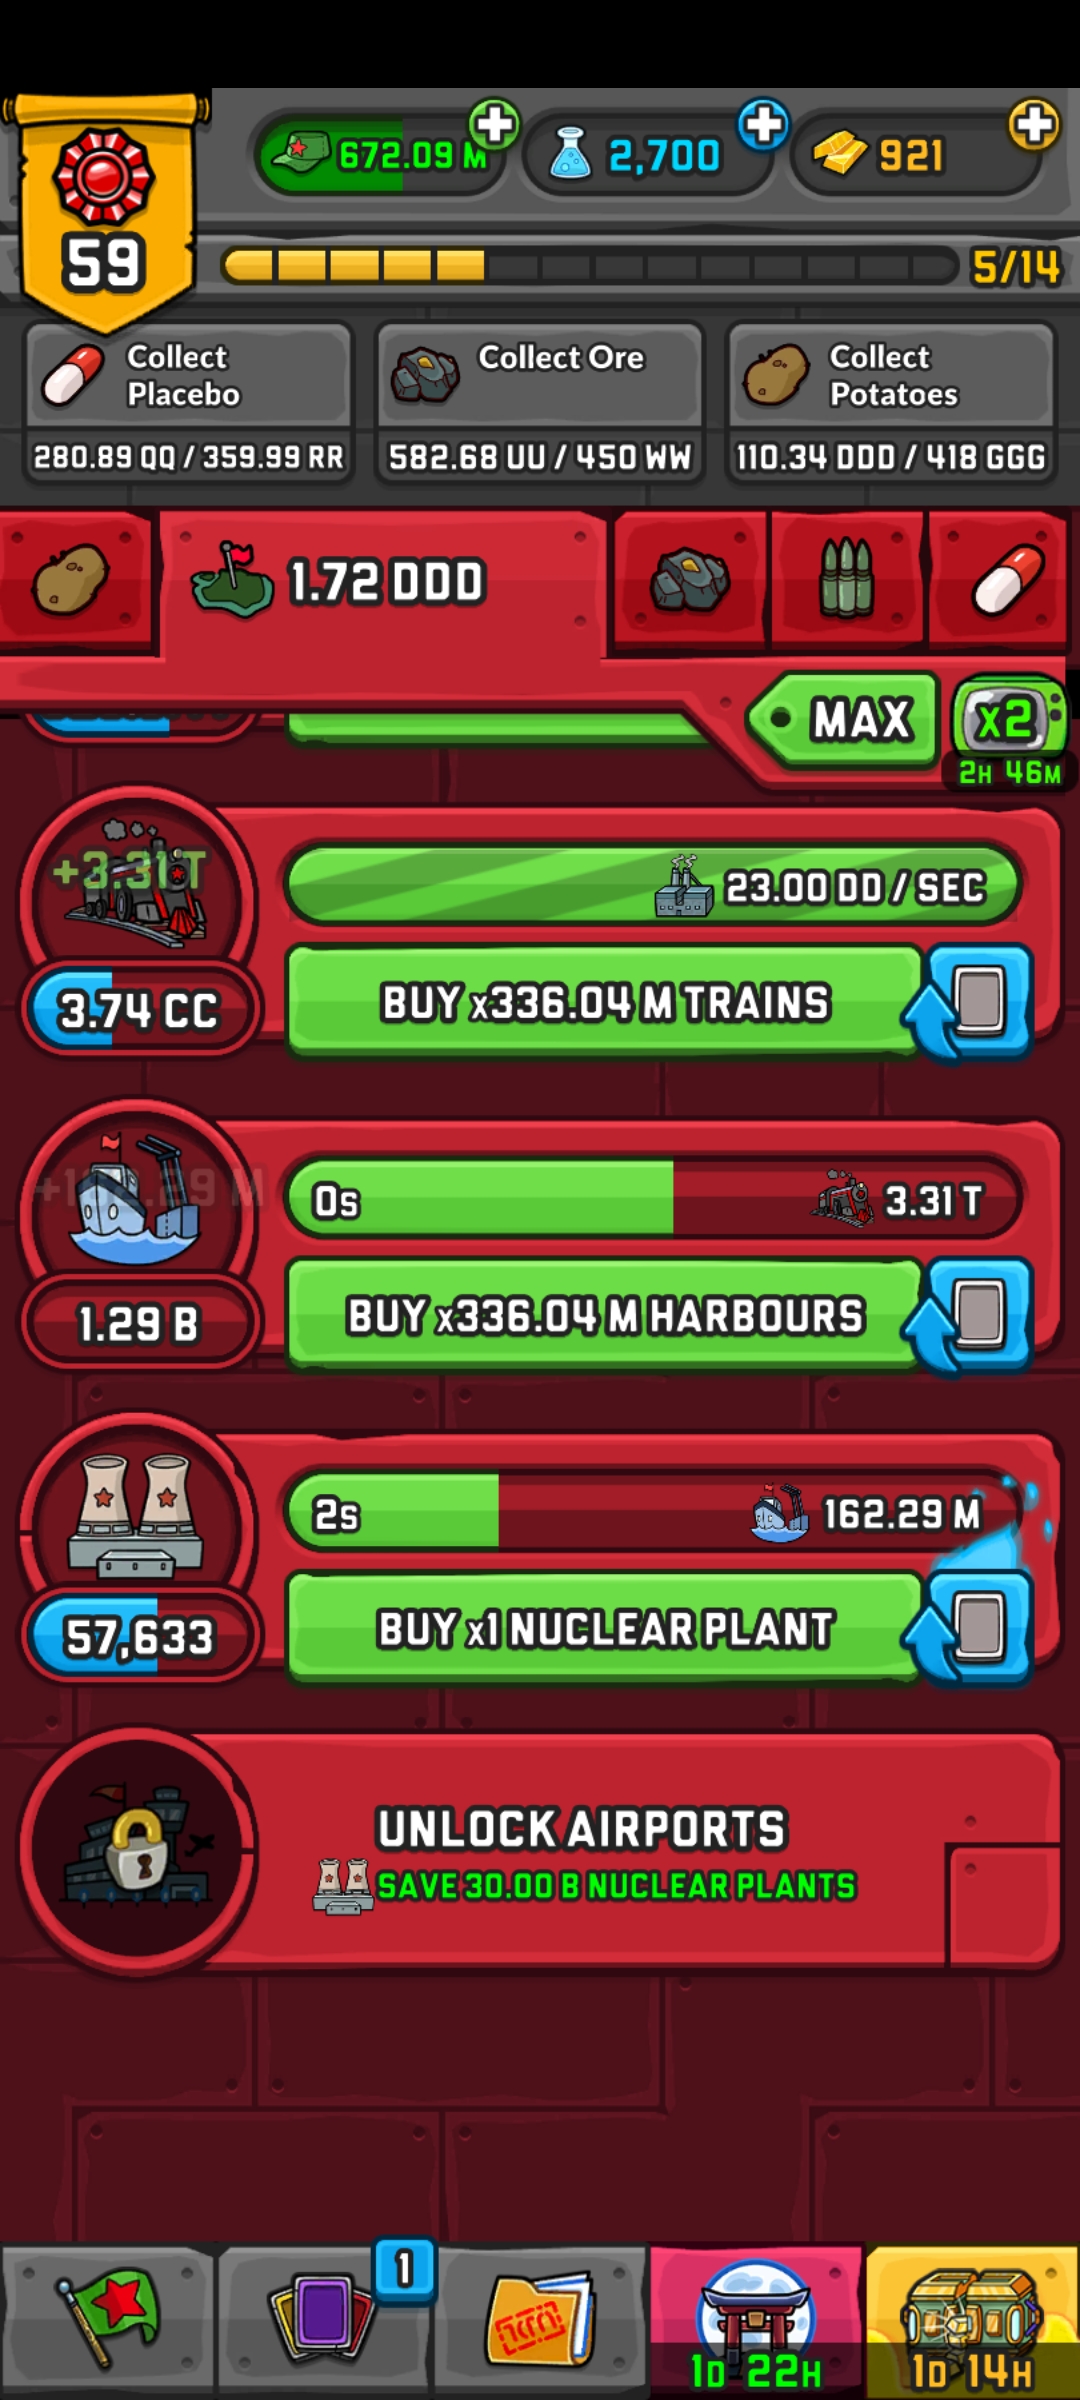 672.09 M
2,700
921
59
5/14
Collect
Placebo
280.89 QQ / 359.99 RR
Collect Ore
582.68 UU / 450 WW
Collect
Potatoes
110.34 DDD / 418 GGG
1.72 DDD
MAX
x2
2H 46M
+3.31 T
23.00 DD / SEC
3.74 CC
BUY x336.04 M TRAINS
0s
3.31 T
1.29 B
BUY x336.04 M HARBOURS
2s
162.29 M
57,633
BUY x1 NUCLEAR PLANT
UNLOCK AIRPORTS
SAVE 30.00 B NUCLEAR PLANTS
1
1D 22H
1D 14H